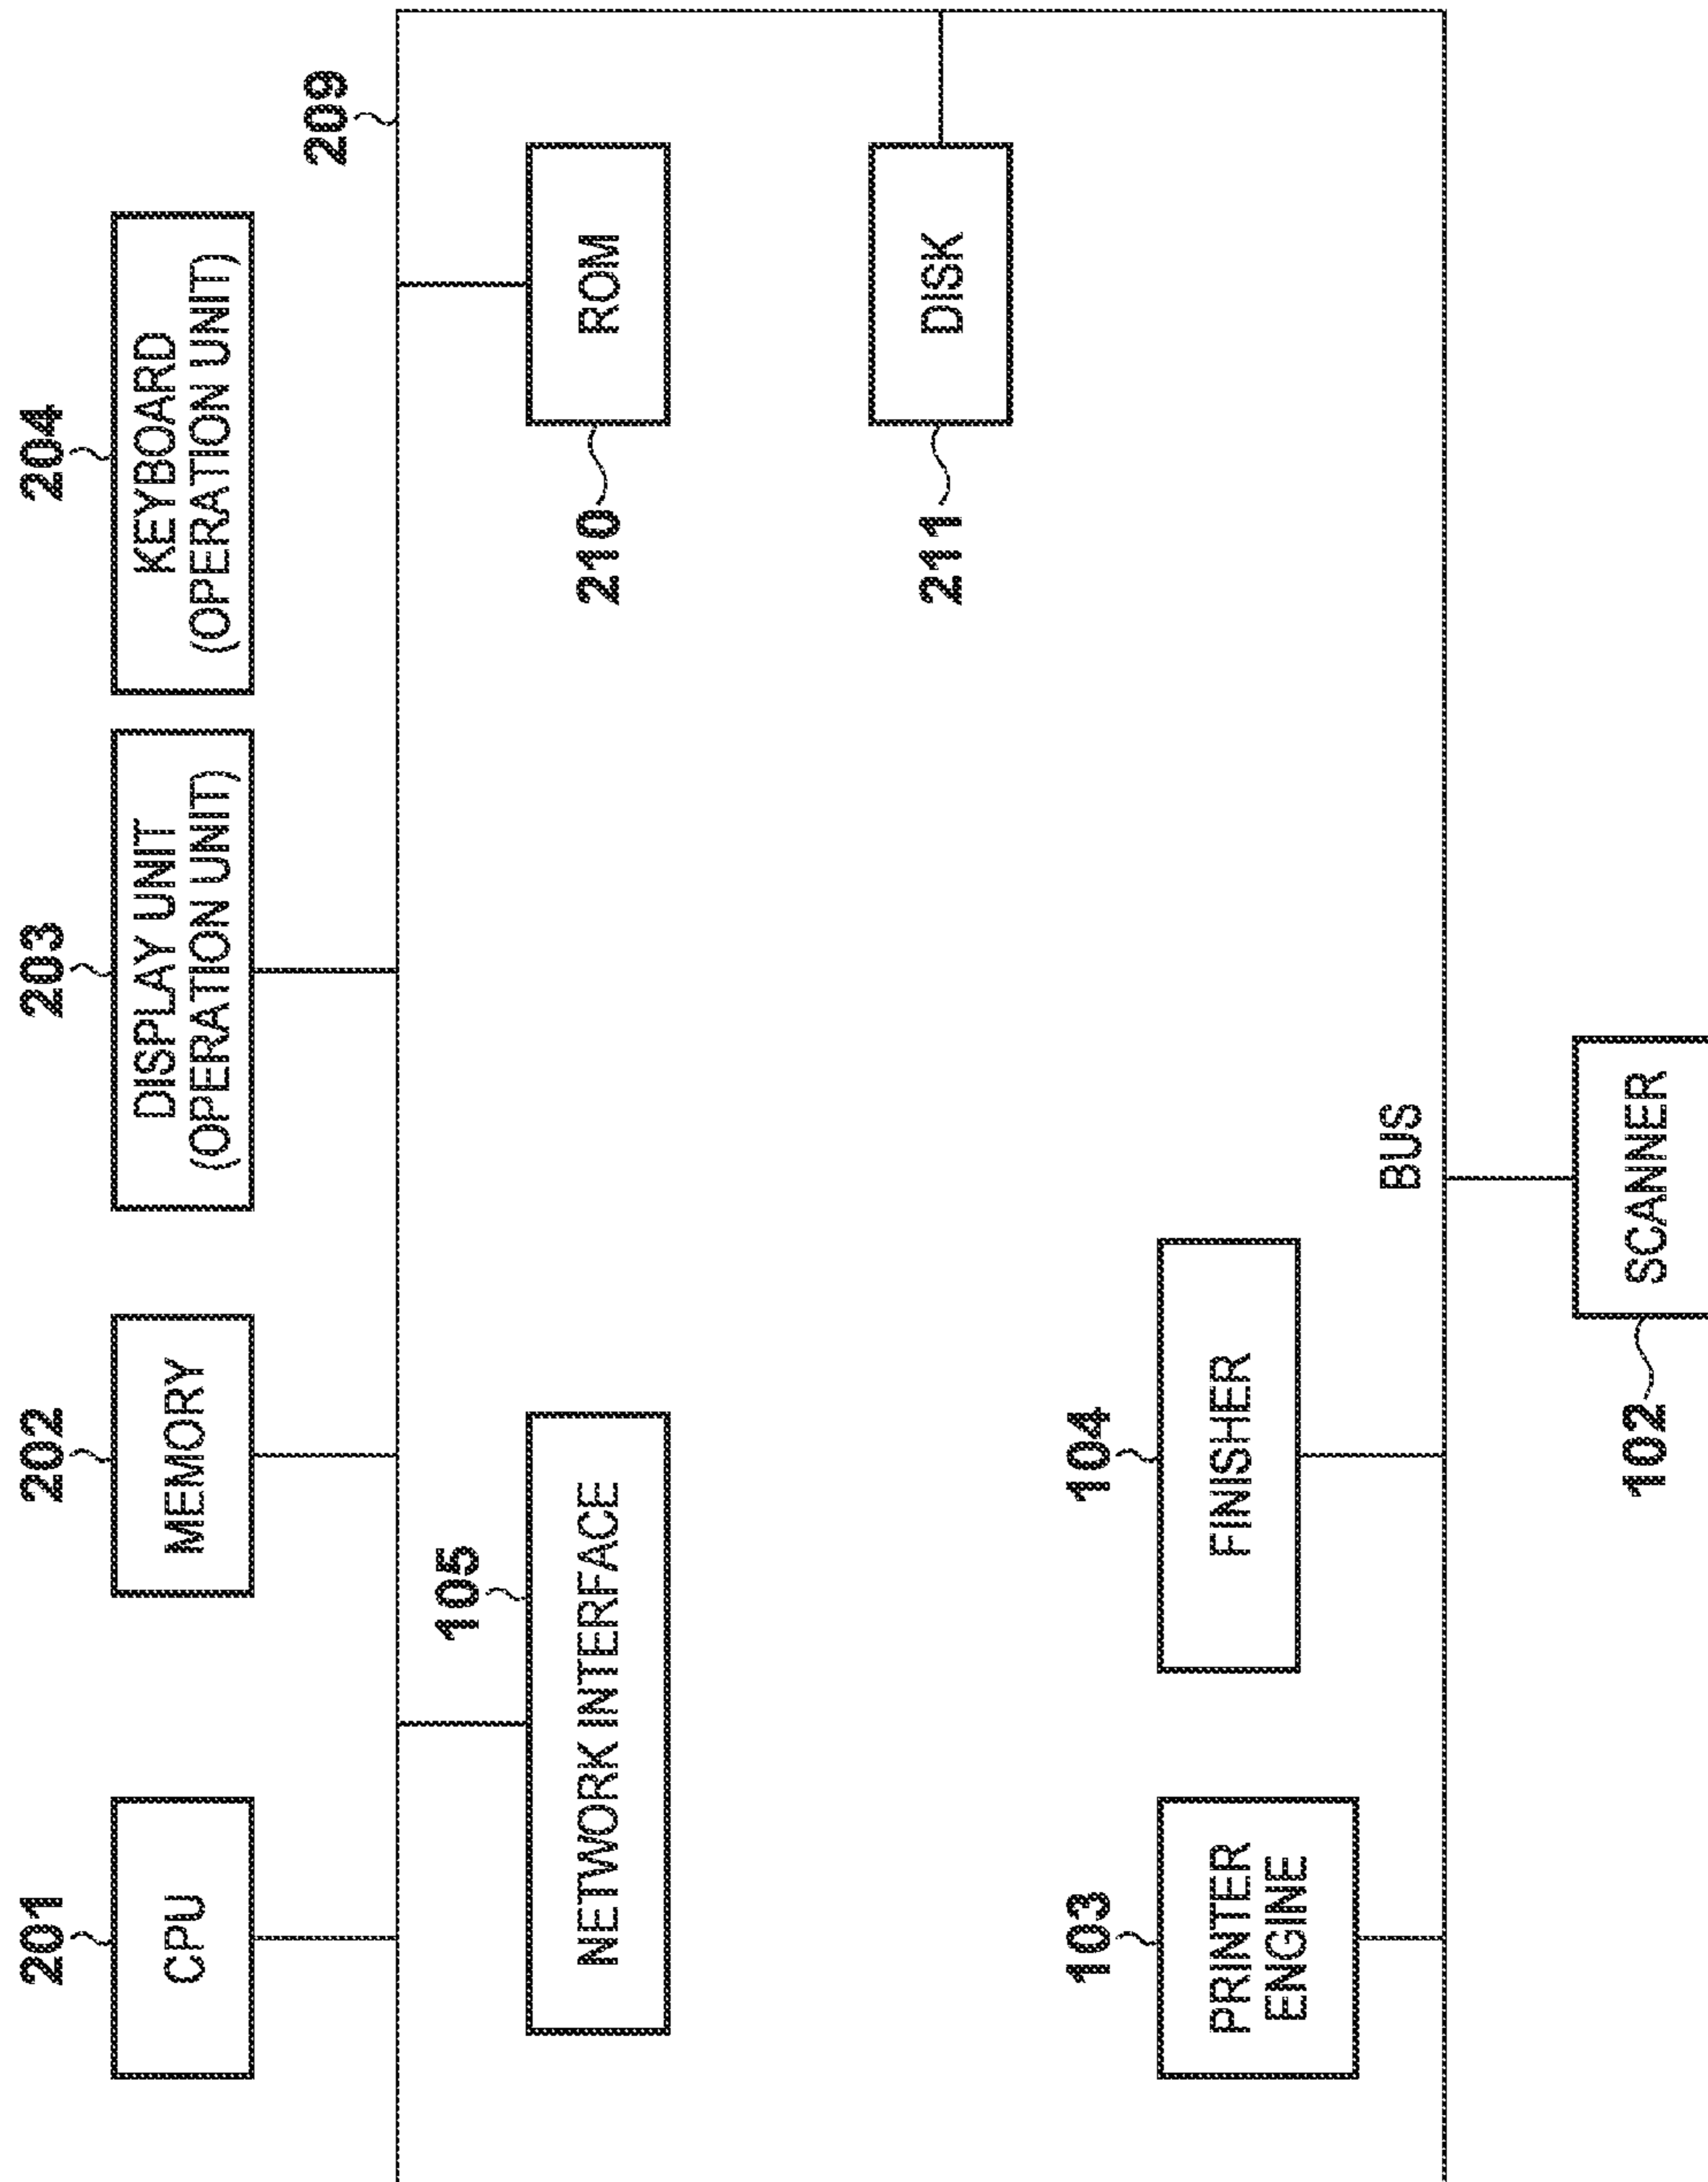 201
CPU
202
MEMORY
203
DISPLAY UNIT
(OPERATION UNIT)
204
KEYBOARD
(OPERATION UNIT)
209
105
NETWORK INTERFACE
ROM
210
DISK
211
103
PRINTER
ENGINE
104
FINISHER
BUS
SCANNER
102